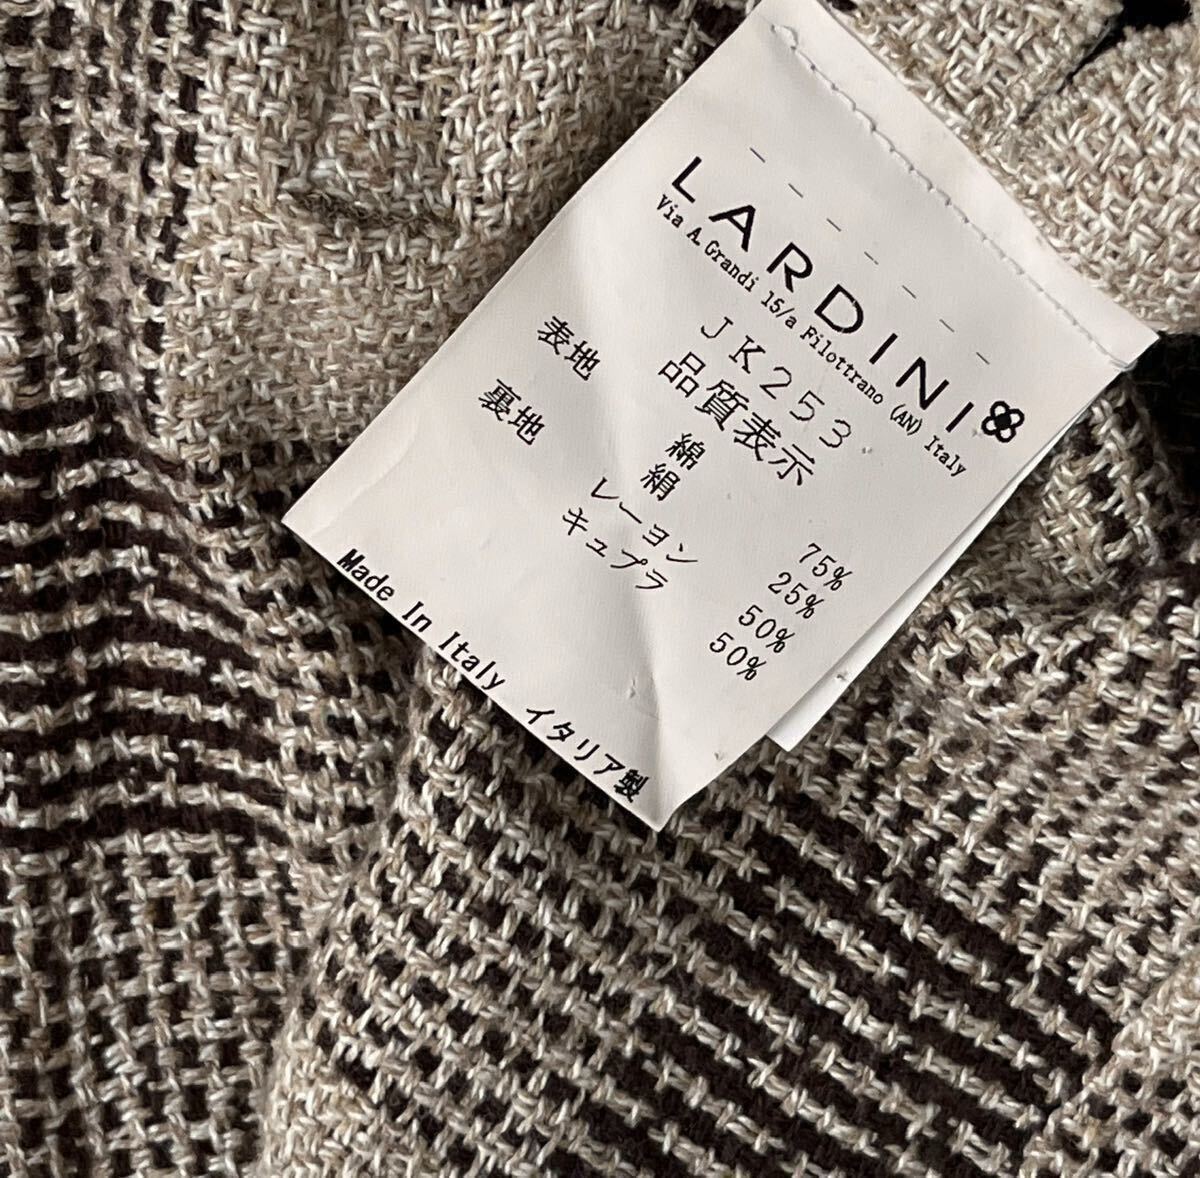 LARDINI
Via A. Grandi 15/a Filottrano (AN) Italy
JK253
品質表示
表地 綿 75%
絹 25%
裏地 レーヨン 50%
キュプラ 50%
Made In Italy イタリア製